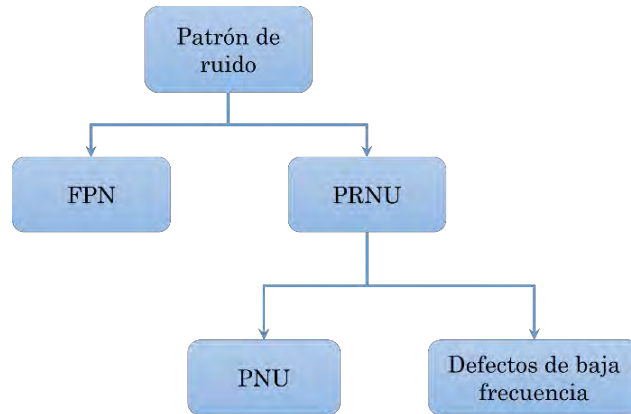 Patrón de
ruido
FPN
PRNU
PNU
Defectos de baja
frecuencia